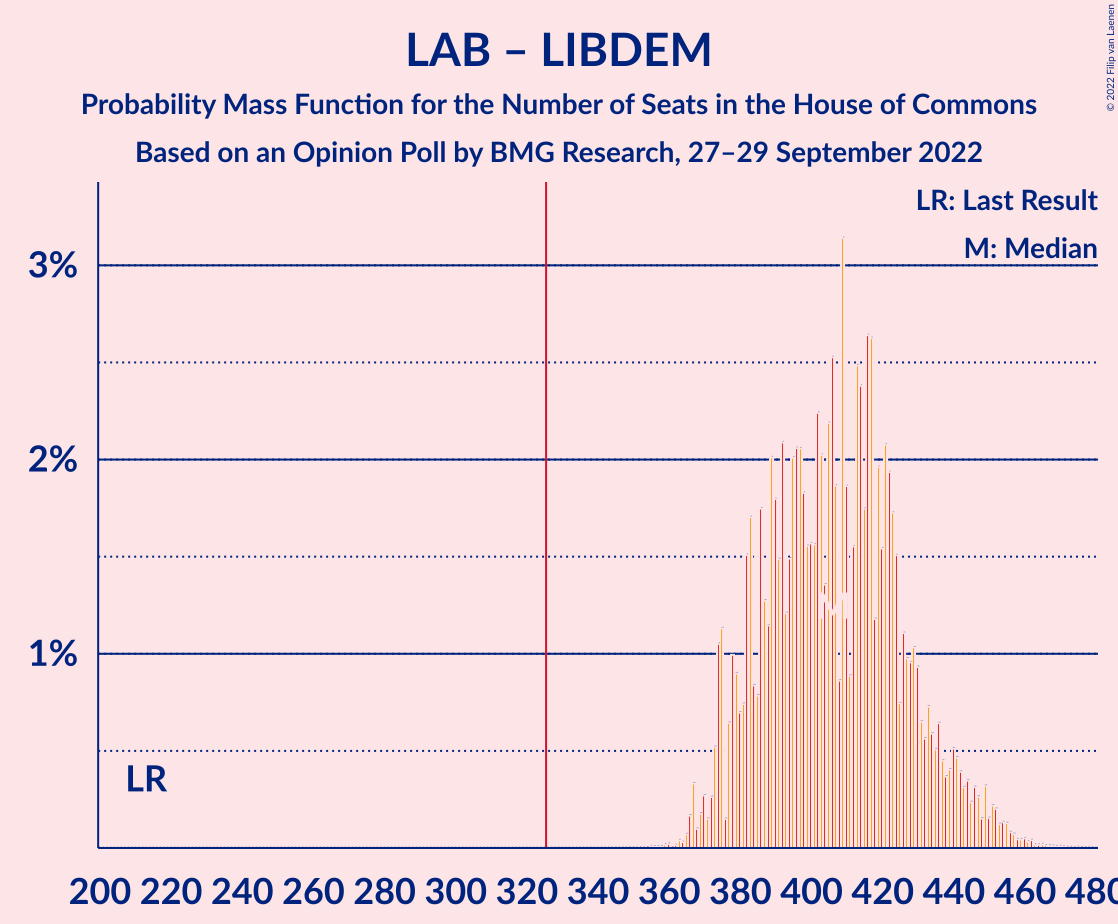 LAB – LIBDEM
Probability Mass Function for the Number of Seats in the House of Commons
Based on an Opinion Poll by BMG Research, 27–29 September 2022
© 2022 Filip van Laenen
LR: Last Result
M: Median
3%
2%
1%
LR
M
200 220 240 260 280 300 320 340 360 380 400 420 440 460 480